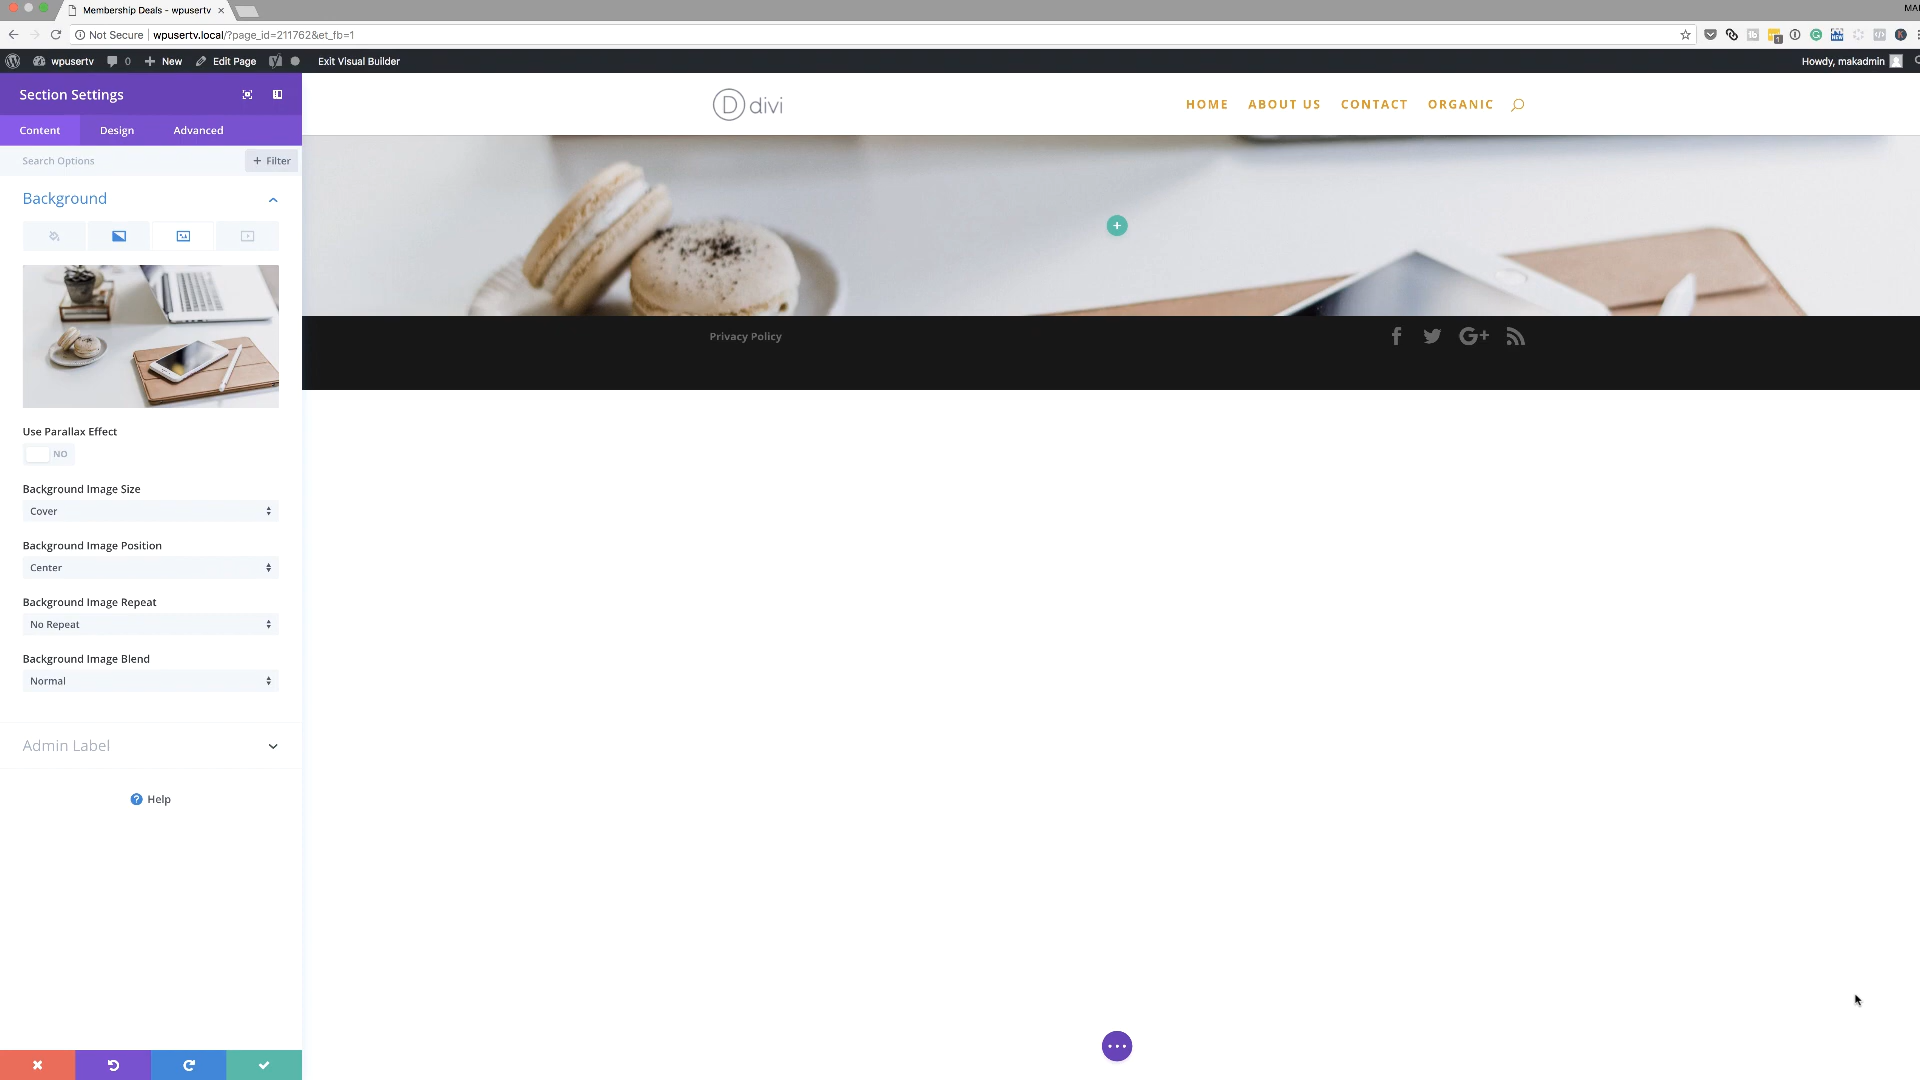 Membership Deals - wpusertv
MA
Not Secure
wpusertv.local/?page_id=211762&et_fb=1
wpusertv
0
New
Edit Page
Exit Visual Builder
Howdy, makadmin
Section Settings
D divi
HOME
ABOUT US
CONTACT
ORGANIC
Content
Design
Advanced
Search Options
+ Filter
Background
Privacy Policy
Use Parallax Effect
NO
Background Image Size
Cover
Background Image Position
Center
Background Image Repeat
No Repeat
Background Image Blend
Normal
Admin Label
Help